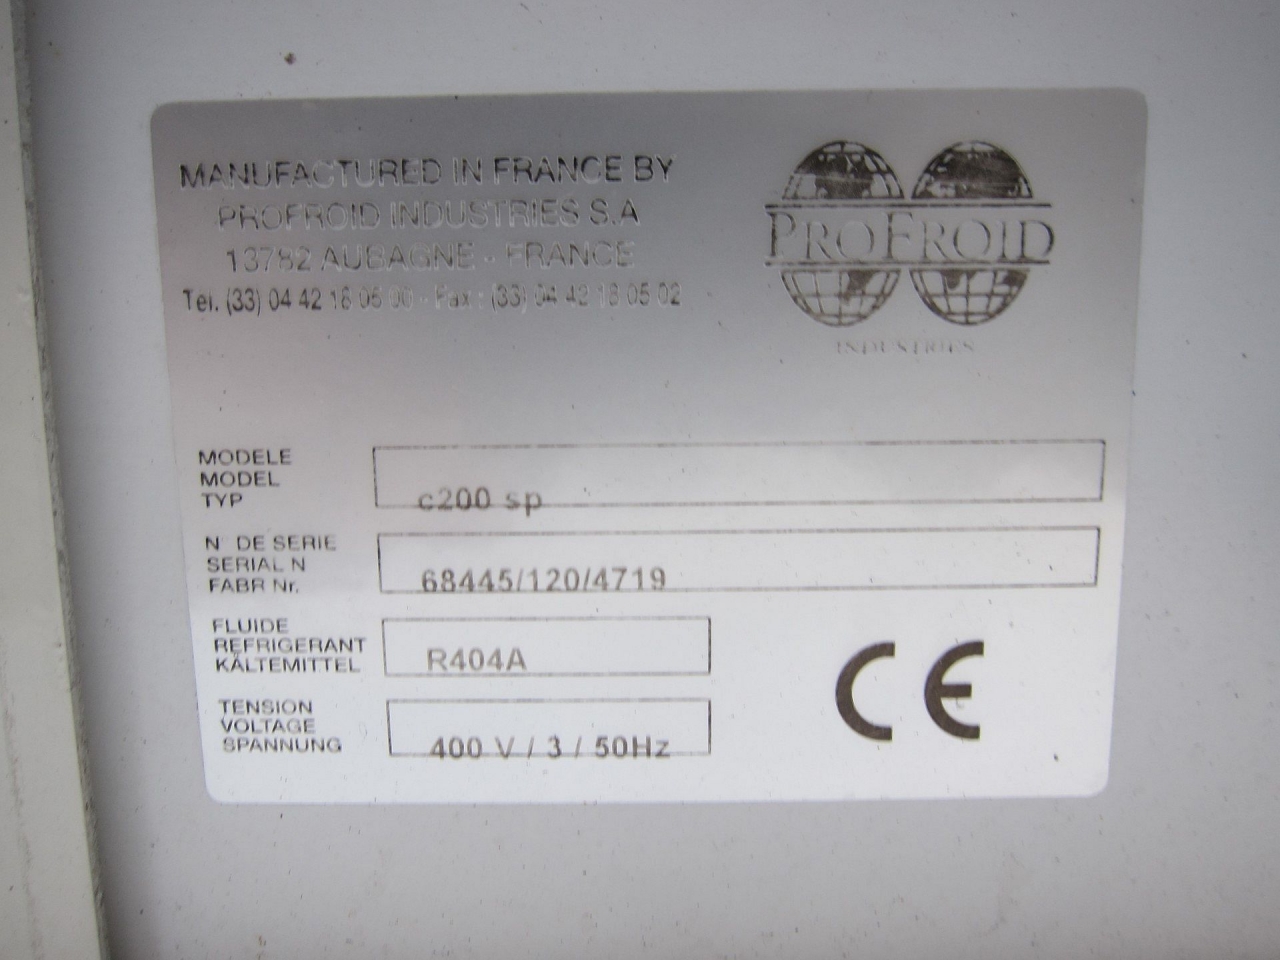 MANUFACTURED IN FRANCE BY
PROFROID INDUSTRIES S.A
13782 AUBAGNE - FRANCE
Tel. (33) 04 42 18 05 00 - Fax : (33) 04 42 18 05 02
PROFROID
INDUSTRIES
MODELE
MODEL
TYP
c200 sp
N° DE SERIE
SERIAL N
FABR Nr.
68445/120/4719
FLUIDE
REFRIGERANT
KÄLTEMITTEL
R404A
TENSION
VOLTAGE
SPANNUNG
400 V / 3 / 50Hz
CE